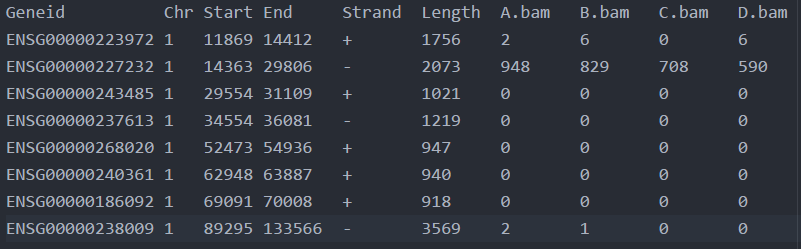 Geneid Chr Start End Strand Length A.bam B.bam C.bam D.bam
ENSG00000223972 1 11869 14412 + 1756 2 6 0 6
ENSG00000227232 1 14363 29806 - 2073 948 829 708 590
ENSG00000243485 1 29554 31109 + 1021 0 0 0 0
ENSG00000237613 1 34554 36081 - 1219 0 0 0 0
ENSG00000268020 1 52473 54936 + 947 0 0 0 0
ENSG00000240361 1 62948 63887 + 940 0 0 0 0
ENSG00000186092 1 69091 70008 + 918 0 0 0 0
ENSG00000238009 1 89295 133566 - 3569 2 1 0 0